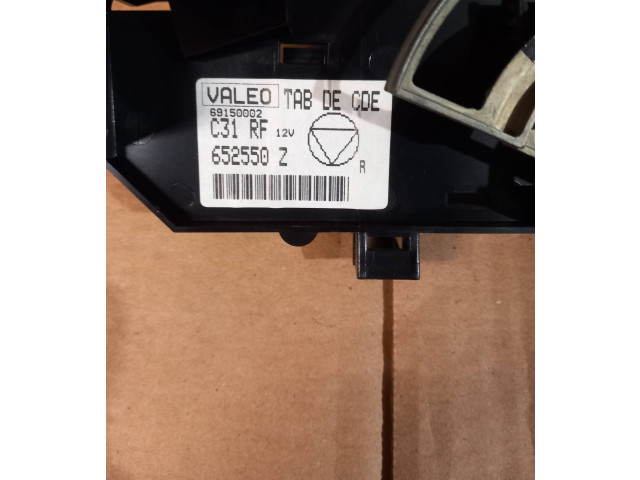 VALEO TAB DE CDE
69150002
C31 RF 12V
652550 Z
R